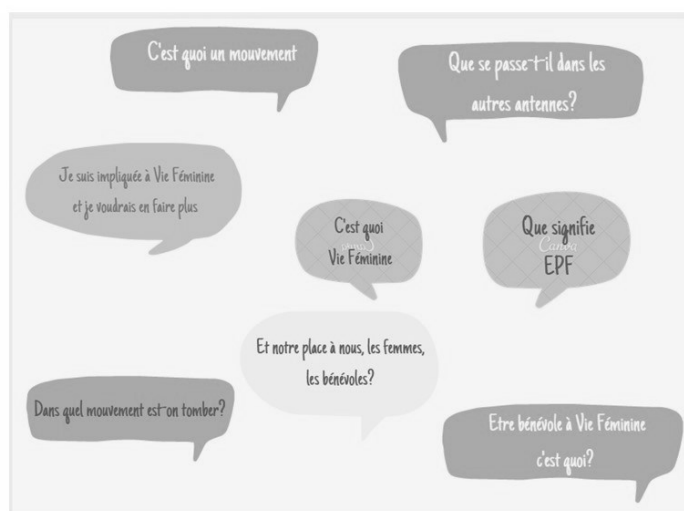 C'est quoi un mouvement
Que se passe-t-il dans les
autres antennes?
Je suis impliquée à Vie Féminine
et je voudrais en faire plus
C'est quoi
Vie Féminine
Que signifie
Canva
EPF
Et notre place à nous, les femmes,
les bénévoles?
Dans quel mouvement est-on tomber?
Etre bénévole à Vie Féminine
c'est quoi?